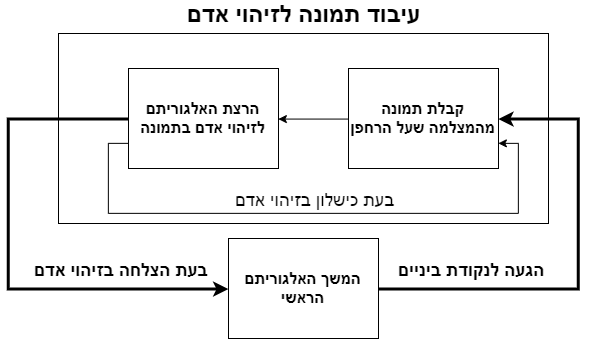 עיבוד תמונה לזיהוי אדם
קבלת תמונה
מהמצלמה שעל הרחפן
הרצת האלגוריתם
לזיהוי אדם בתמונה
בעת כישלון בזיהוי אדם
הגעה לנקודת ביניים
בעת הצלחה בזיהוי אדם
המשך האלגוריתם
הראשי